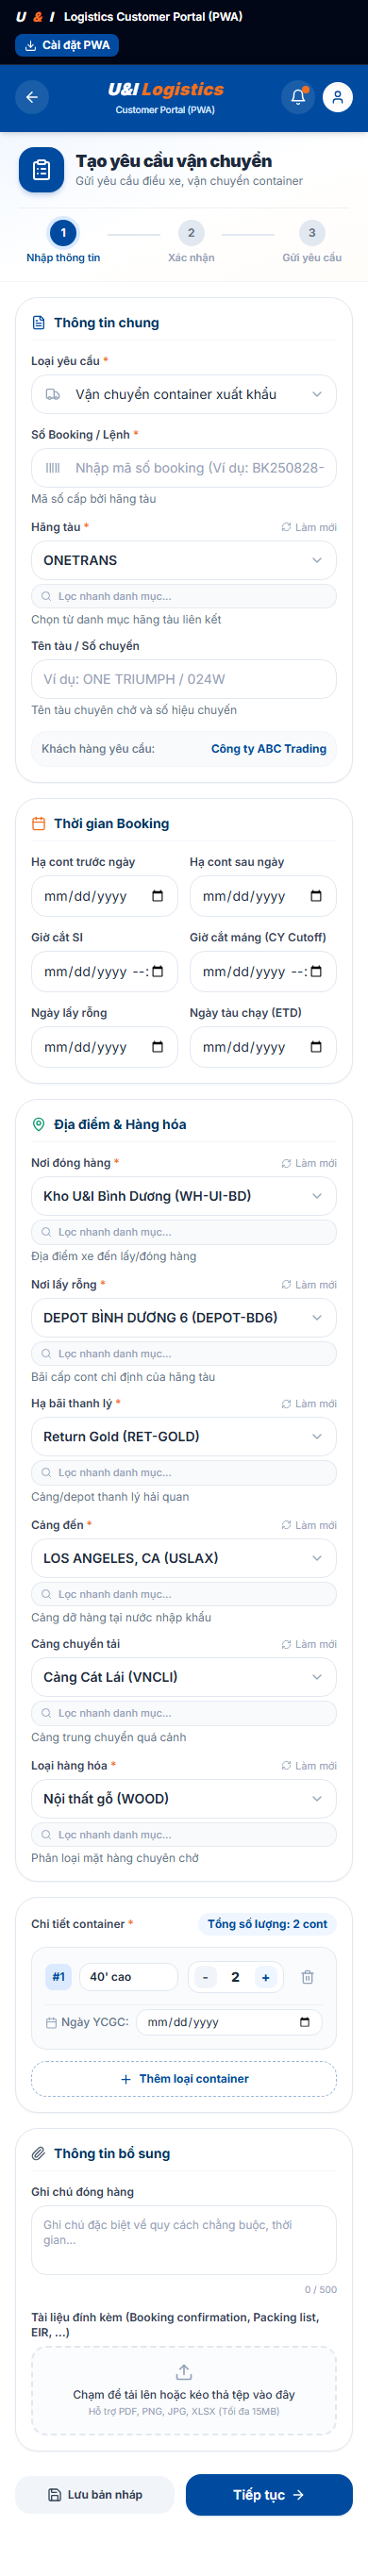 U & I Logistics Customer Portal (PWA)
Cài đặt PWA
U&I Logistics
Customer Portal (PWA)
Tạo yêu cầu vận chuyển
Gửi yêu cầu điều xe, vận chuyển container
1
2
3
Nhập thông tin
Xác nhận
Gửi yêu cầu
Thông tin chung
Loại yêu cầu *
Vận chuyển container xuất khẩu
Số Booking / Lệnh *
Nhập mã số booking (Ví dụ: BK250828-
Mã số cấp bởi hãng tàu
Hãng tàu *
Làm mới
ONETRANS
Lọc nhanh danh mục...
Chọn từ danh mục hãng tàu liên kết
Tên tàu / Số chuyến
Ví dụ: ONE TRIUMPH / 024W
Tên tàu chuyên chở và số hiệu chuyến
Khách hàng yêu cầu:
Công ty ABC Trading
Thời gian Booking
Hạ cont trước ngày
Hạ cont sau ngày
mm/dd/yyyy
mm/dd/yyyy
Giờ cắt SI
Giờ cắt máng (CY Cutoff)
mm/dd/yyyy --:
mm/dd/yyyy --:
Ngày lấy rỗng
Ngày tàu chạy (ETD)
mm/dd/yyyy
mm/dd/yyyy
Địa điểm & Hàng hóa
Nơi đóng hàng *
Làm mới
Kho U&I Bình Dương (WH-UI-BD)
Lọc nhanh danh mục...
Địa điểm xe đến lấy/đóng hàng
Nơi lấy rỗng *
Làm mới
DEPOT BÌNH DƯƠNG 6 (DEPOT-BD6)
Lọc nhanh danh mục...
Bãi cấp cont chỉ định của hãng tàu
Hạ bãi thanh lý *
Làm mới
Return Gold (RET-GOLD)
Lọc nhanh danh mục...
Cảng/depot thanh lý hải quan
Cảng đến *
Làm mới
LOS ANGELES, CA (USLAX)
Lọc nhanh danh mục...
Cảng dỡ hàng tại nước nhập khẩu
Cảng chuyển tải
Làm mới
Cảng Cát Lái (VNCLI)
Lọc nhanh danh mục...
Cảng trung chuyển quá cảnh
Loại hàng hóa *
Làm mới
Nội thất gỗ (WOOD)
Lọc nhanh danh mục...
Phân loại mặt hàng chuyên chở
Chi tiết container *
Tổng số lượng: 2 cont
#1
40' cao
- 2 +
Ngày YCGC:
mm/dd/yyyy
+ Thêm loại container
Thông tin bổ sung
Ghi chú đóng hàng
Ghi chú đặc biệt về quy cách chằng buộc, thời
gian...
0 / 500
Tài liệu đính kèm (Booking confirmation, Packing list,
EIR, ...)
Chạm để tải lên hoặc kéo thả tệp vào đây
Hỗ trợ PDF, PNG, JPG, XLSX (Tối đa 15MB)
Lưu bản nháp
Tiếp tục →